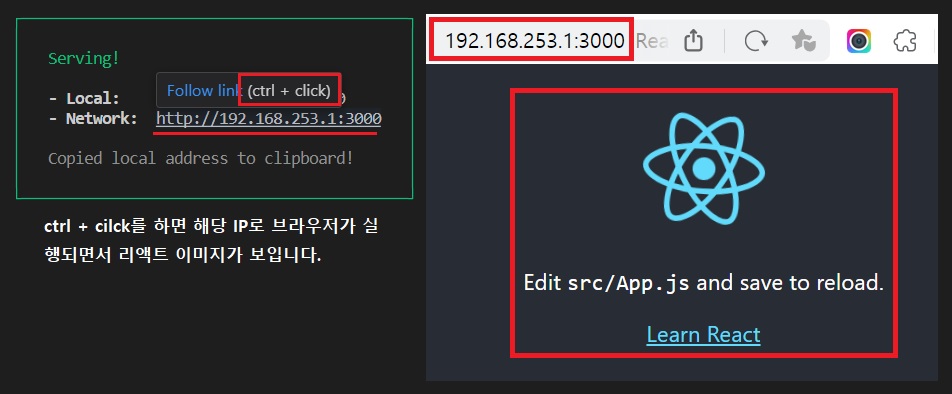 Serving!
Follow link (ctrl + click)
- Local: 0
- Network: http://192.168.253.1:3000
Copied local address to clipboard!
ctrl + cilck를 하면 해당 IP로 브라우저가 실
행되면서 리액트 이미지가 보입니다.
192.168.253.1:3000 Rea
Edit src/App.js and save to reload.
Learn React